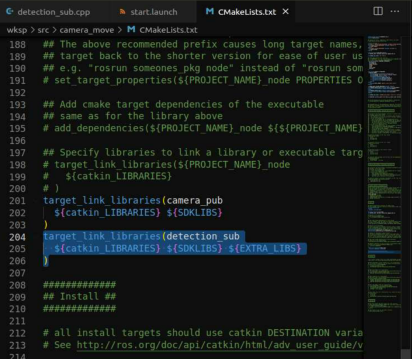 detection_sub.cpp start.launch M CMakeLists.txt ×
wksp > src > camera_move > M CMakeLists.txt
188 ## The above recommended prefix causes long target names,
189 ## target back to the shorter version for ease of user us
190 ## e.g. "rosrun someones_pkg node" instead of "rosrun som
191 # set_target_properties(${PROJECT_NAME}_node PROPERTIES O
192
193 ## Add cmake target dependencies of the executable
194 ## same as for the library above
195 # add_dependencies(${PROJECT_NAME}_node ${${PROJECT_NAME}
196
197 ## Specify libraries to link a library or executable targ
198 # target_link_libraries(${PROJECT_NAME}_node
199 #   ${catkin_LIBRARIES}
200 # )
201 target_link_libraries(camera_pub
202   ${catkin_LIBRARIES} ${SDKLIBS}
203 )
204 target_link_libraries(detection_sub
205   ${catkin_LIBRARIES} ${SDKLIBS} ${EXTRA_LIBS}
206 )
207
208 #############
209 ## Install ##
210 #############
211
212 # all install targets should use catkin DESTINATION varia
213 # See http://ros.org/doc/api/catkin/html/adv_user_guide/v
214